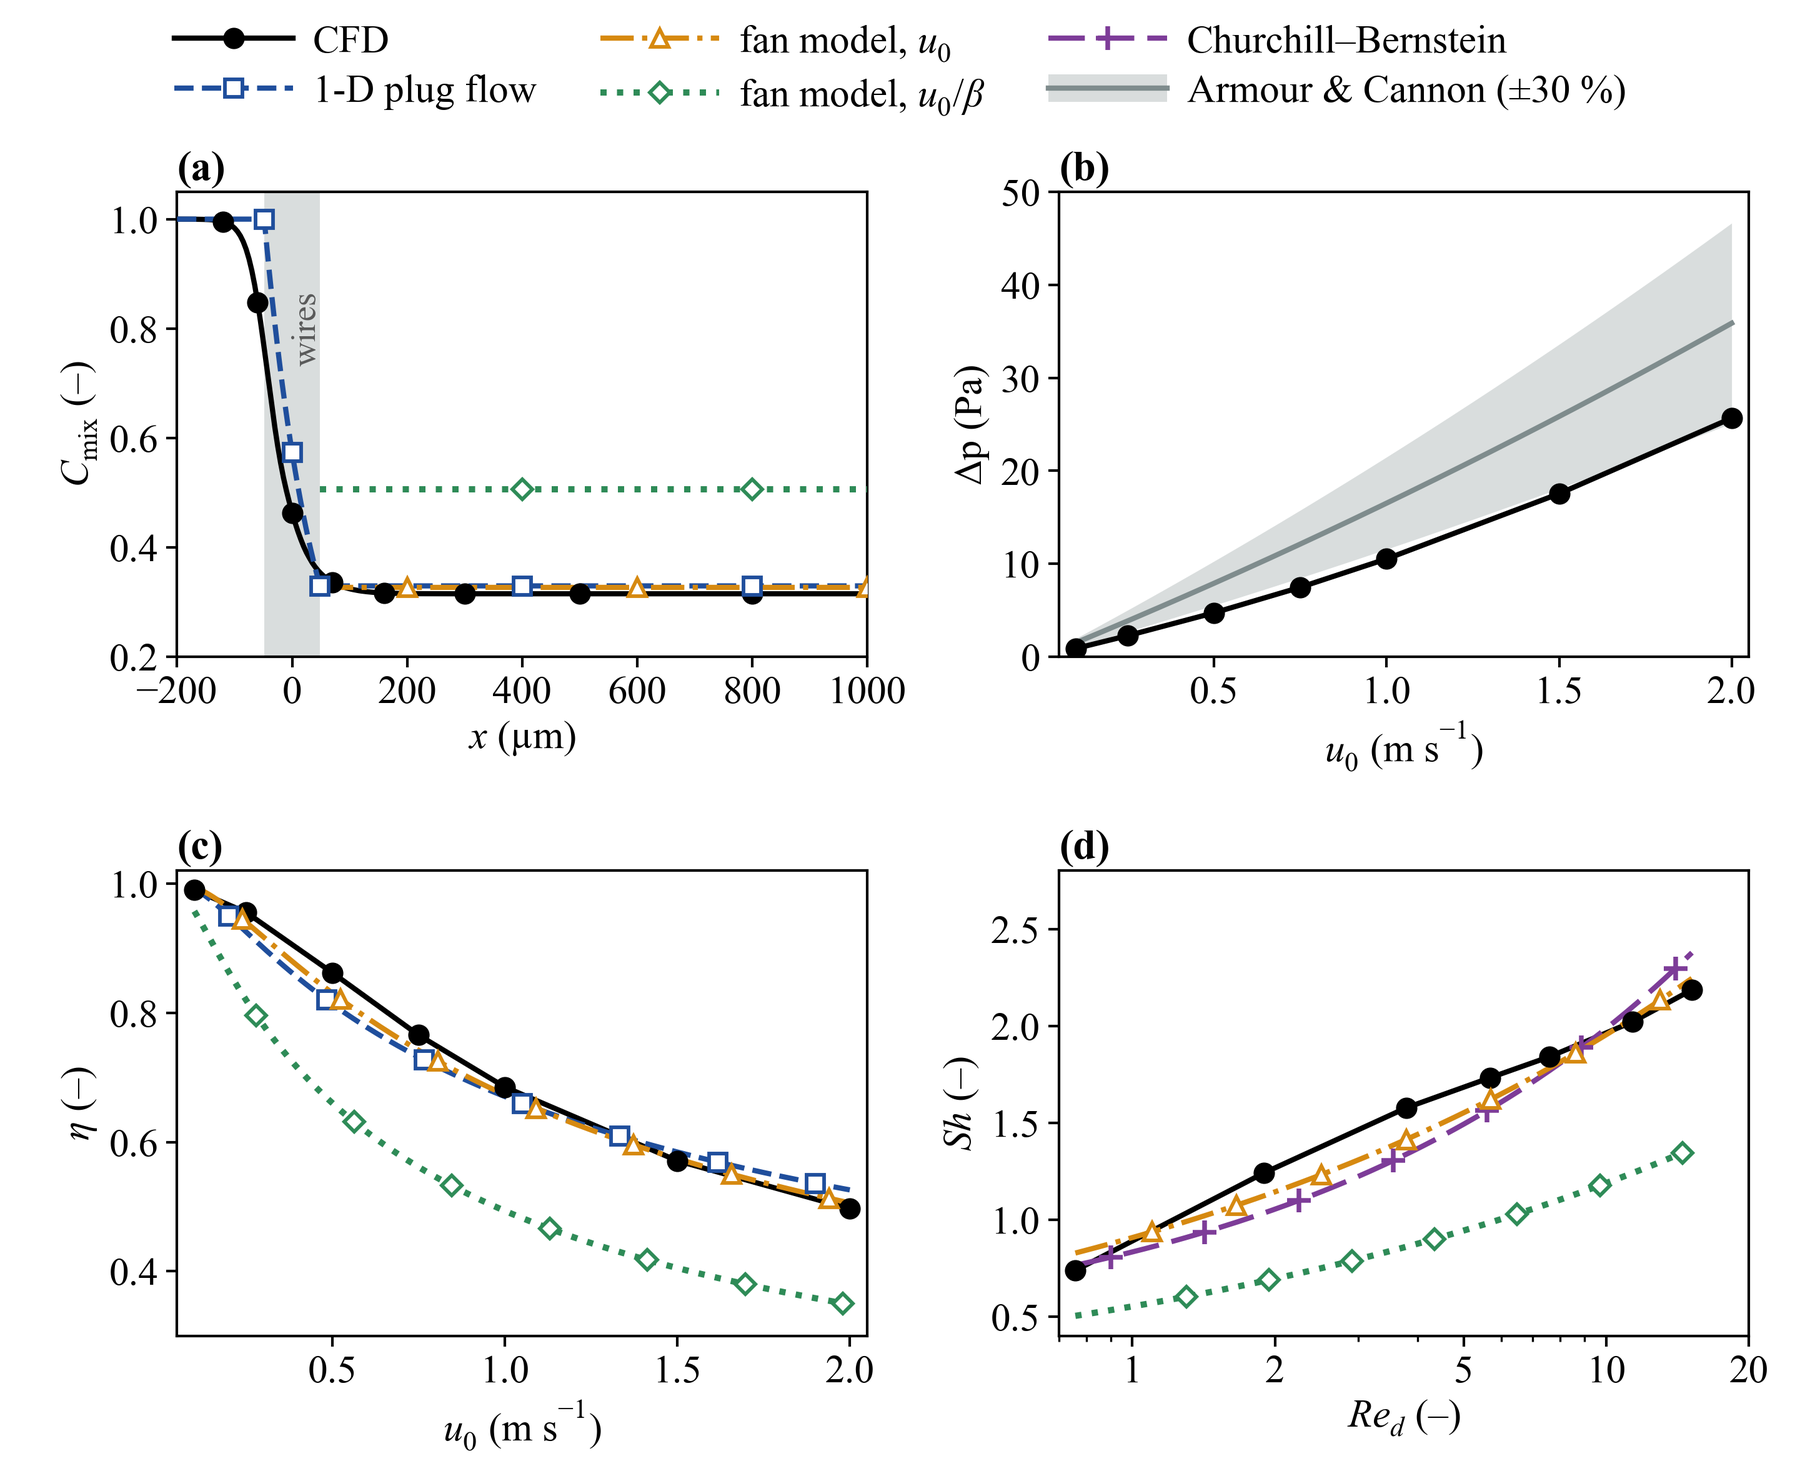 CFD
1-D plug flow
fan model, u₀
fan model, u₀/β
Churchill–Bernstein
Armour & Cannon (±30 %)
(a)
C_mix (–)
1.0
0.8
0.6
0.4
0.2
wires
−200 0 200 400 600 800 1000
x (µm)
(b)
Δp (Pa)
50
40
30
20
10
0
0.5 1.0 1.5 2.0
u₀ (m s⁻¹)
(c)
η (–)
1.0
0.8
0.6
0.4
0.5 1.0 1.5 2.0
u₀ (m s⁻¹)
(d)
Sh (–)
2.5
2.0
1.5
1.0
0.5
1 2 5 10 20
Re_d (–)